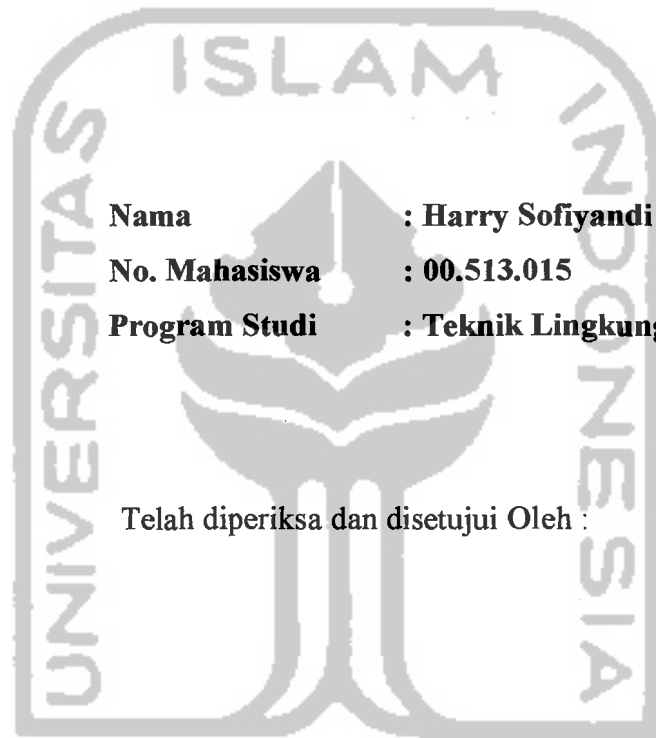 UNIVERSITAS ISLAM INDONESIA
Nama : Harry Sofiyandi
No. Mahasiswa : 00.513.015
Program Studi : Teknik Lingkung
Telah diperiksa dan disetujui Oleh :